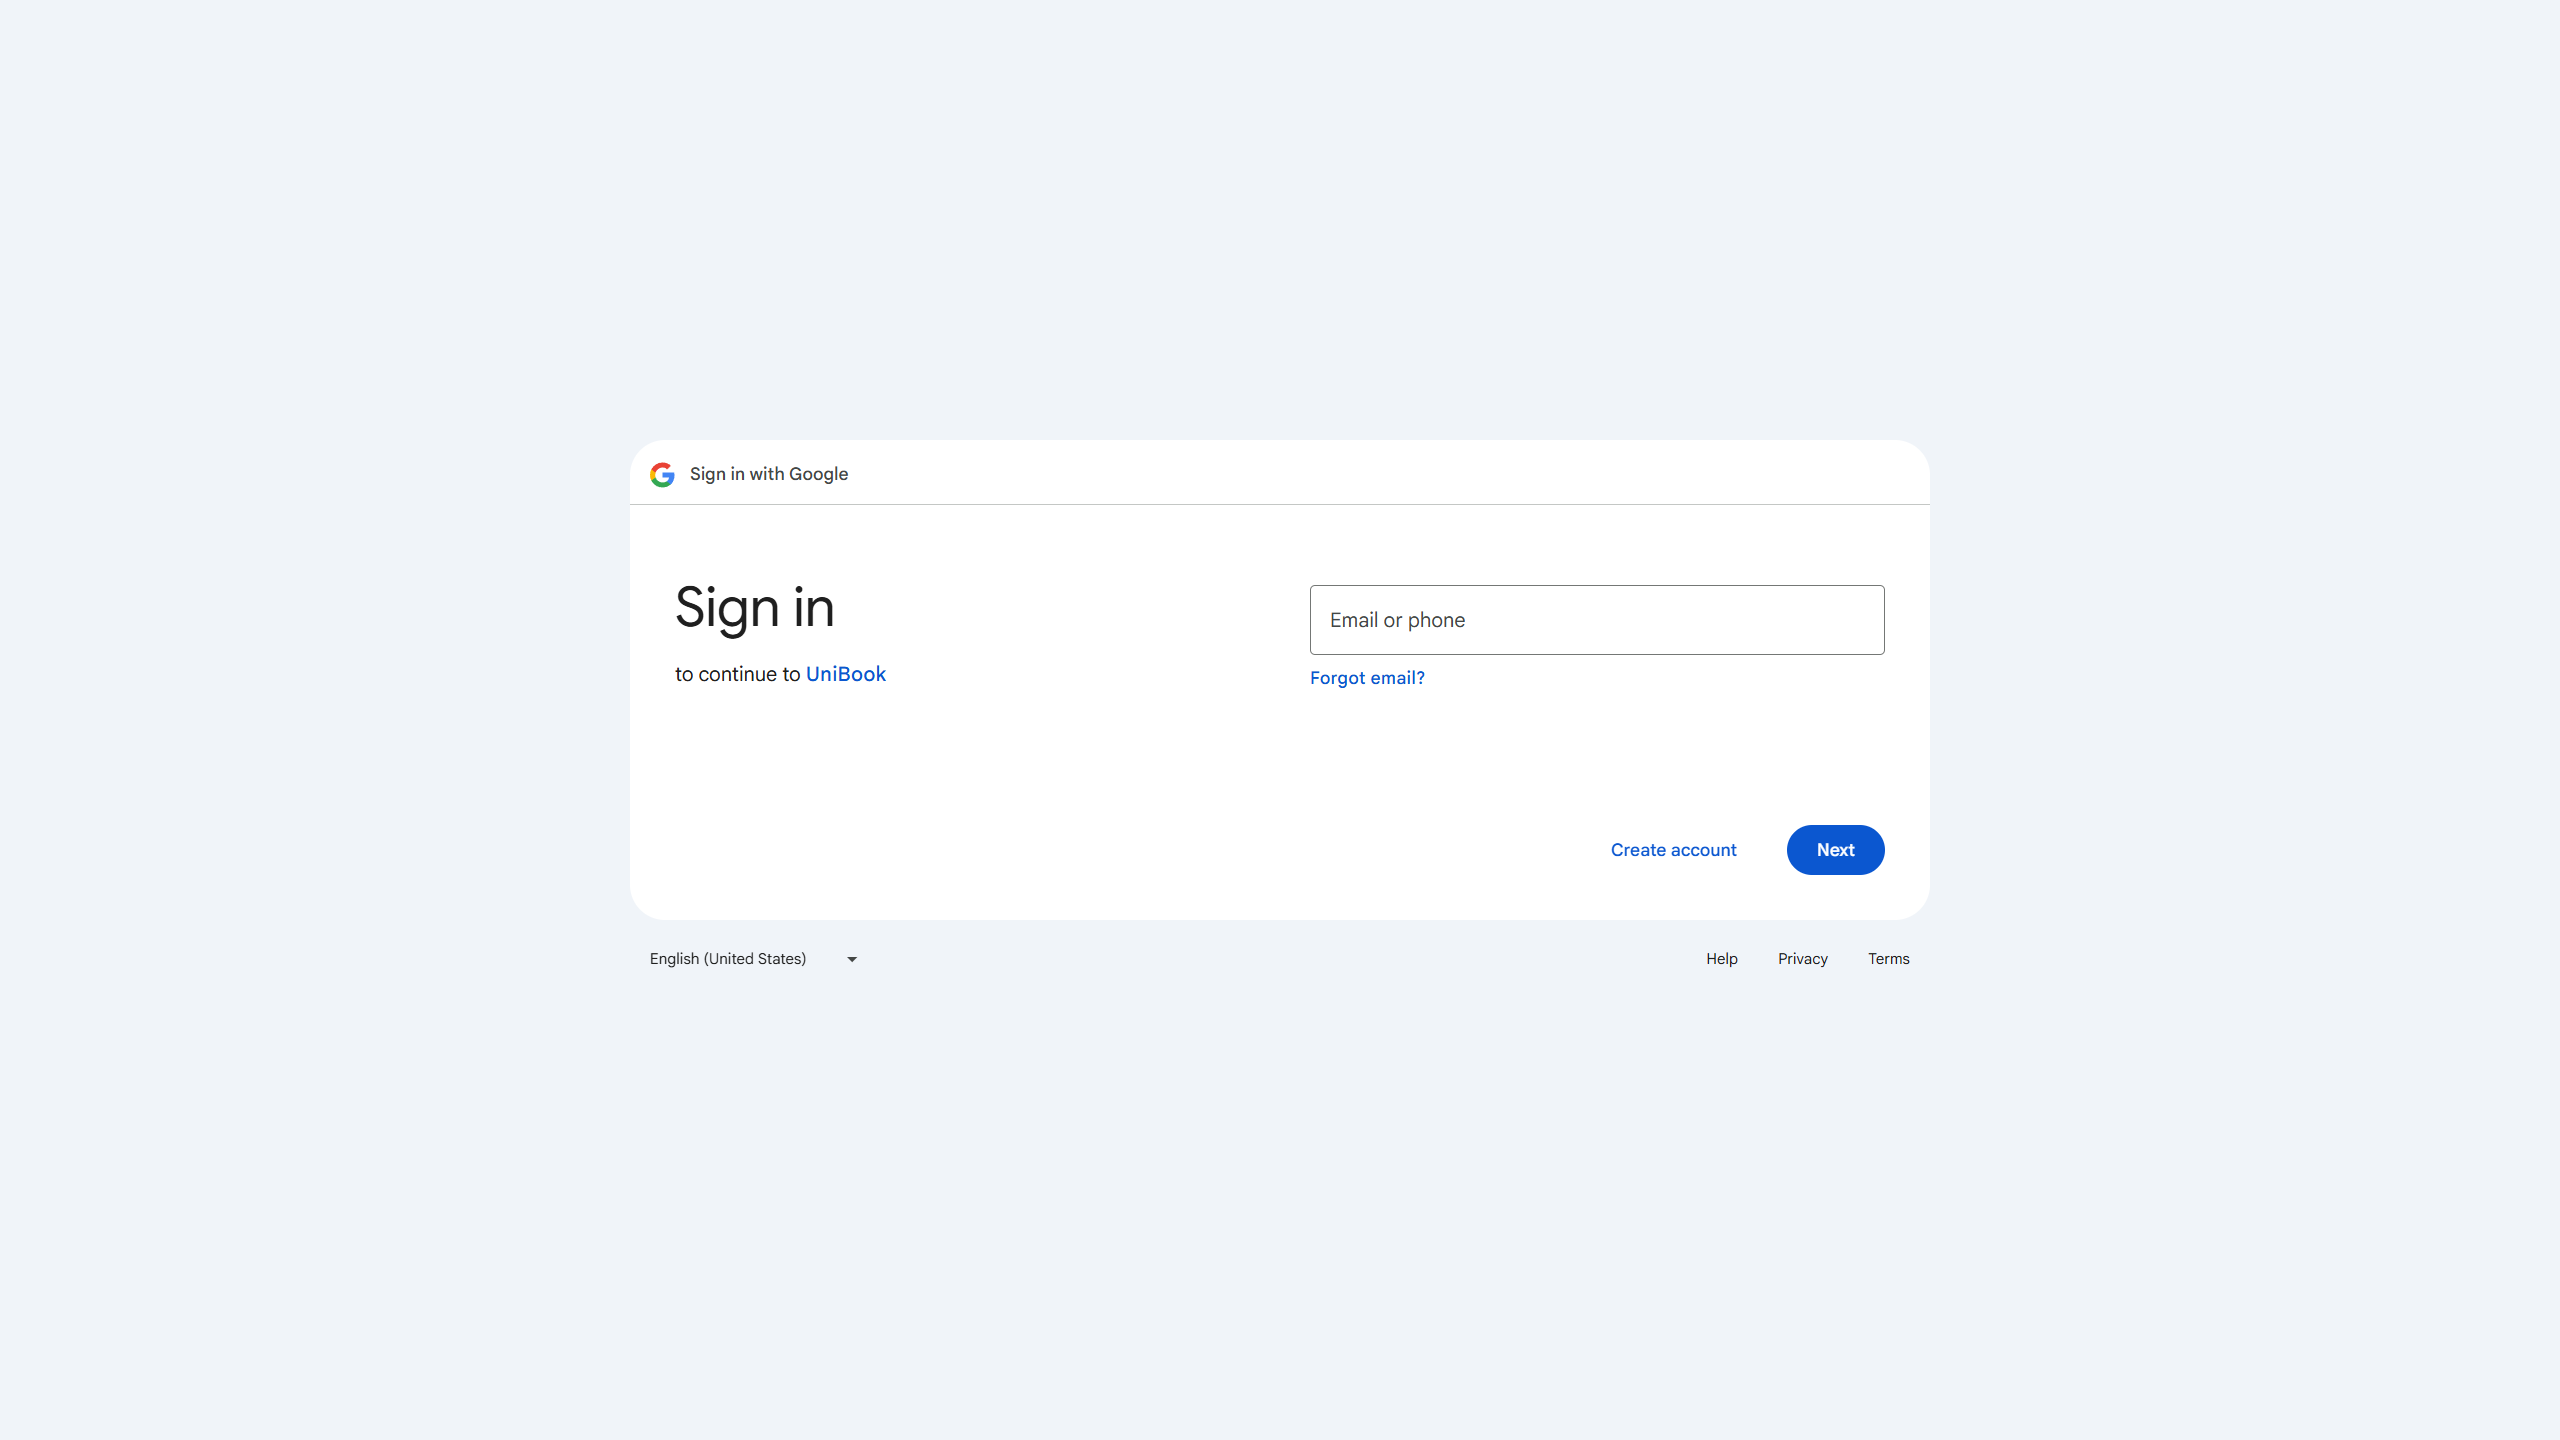 Sign in with Google
Sign in
to continue to UniBook
Email or phone
Forgot email?
Create account
Next
English (United States)
Help
Privacy
Terms